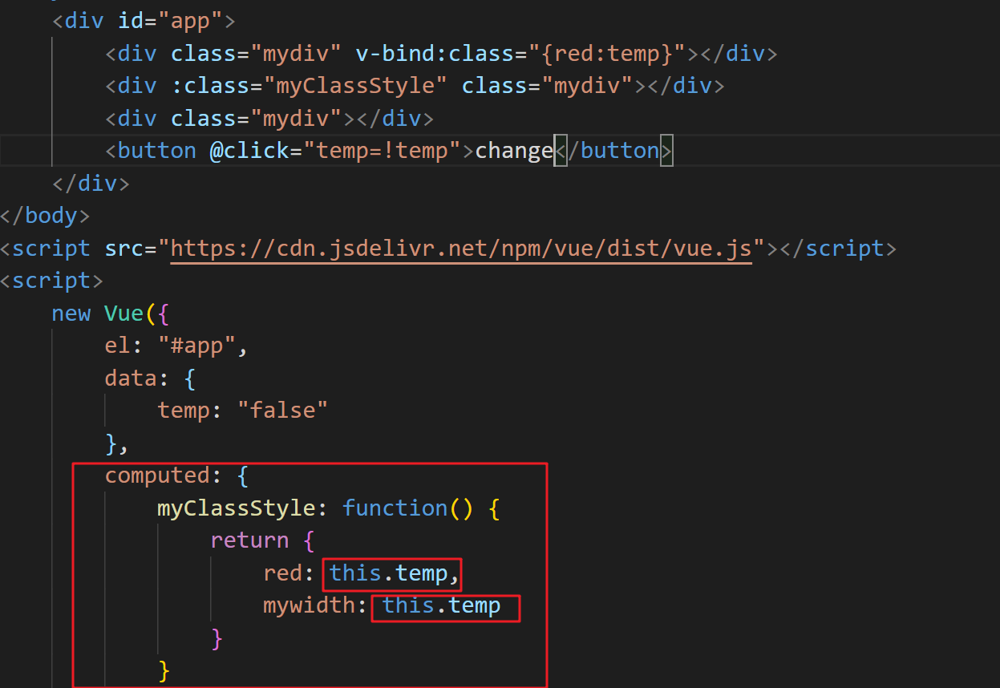 <div id="app">
<div class="mydiv" v-bind:class="{red:temp}"></div>
<div :class="myClassStyle" class="mydiv"></div>
<div class="mydiv"></div>
<button @click="temp=!temp">change</button>
</div>
</body>
<script src="https://cdn.jsdelivr.net/npm/vue/dist/vue.js"></script>
<script>
new Vue({
el: "#app",
data: {
temp: "false"
},
computed: {
myClassStyle: function() {
return {
red: this.temp,
mywidth: this.temp
}
}